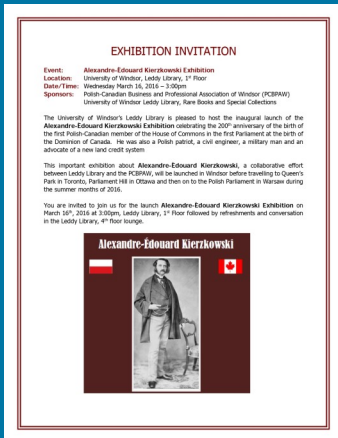 EXHIBITION INVITATION
Event: Alexandre-Édouard Kierzkowski Exhibition
Location: University of Windsor, Leddy Library, 1st Floor
Date/Time: Wednesday March 16, 2016 – 3:00pm
Sponsors: Polish-Canadian Business and Professional Association of Windsor (PCBPAW)
University of Windsor Leddy Library, Rare Books and Special Collections
The University of Windsor's Leddy Library is pleased to host the inaugural launch of the
Alexandre-Édouard Kierzkowski Exhibition celebrating the 200th anniversary of the birth of
the first Polish-Canadian member of the House of Commons in the first Parliament at the birth of
the Dominion of Canada. He was also a Polish patriot, a civil engineer, a military man and an
advocate of a new land credit system
This important exhibition about Alexandre-Édouard Kierzkowski, a collaborative effort
between Leddy Library and the PCBPAW, will be launched in Windsor before travelling to Queen's
Park in Toronto, Parliament Hill in Ottawa and then on to the Polish Parliament in Warsaw during
the summer months of 2016.
You are invited to join us for the launch Alexandre-Édouard Kierzkowski Exhibition on
March 16th, 2016 at 3:00pm, Leddy Library, 1st Floor followed by refreshments and conversation
in the Leddy Library, 4th floor lounge.
Alexandre-Édouard Kierzkowski